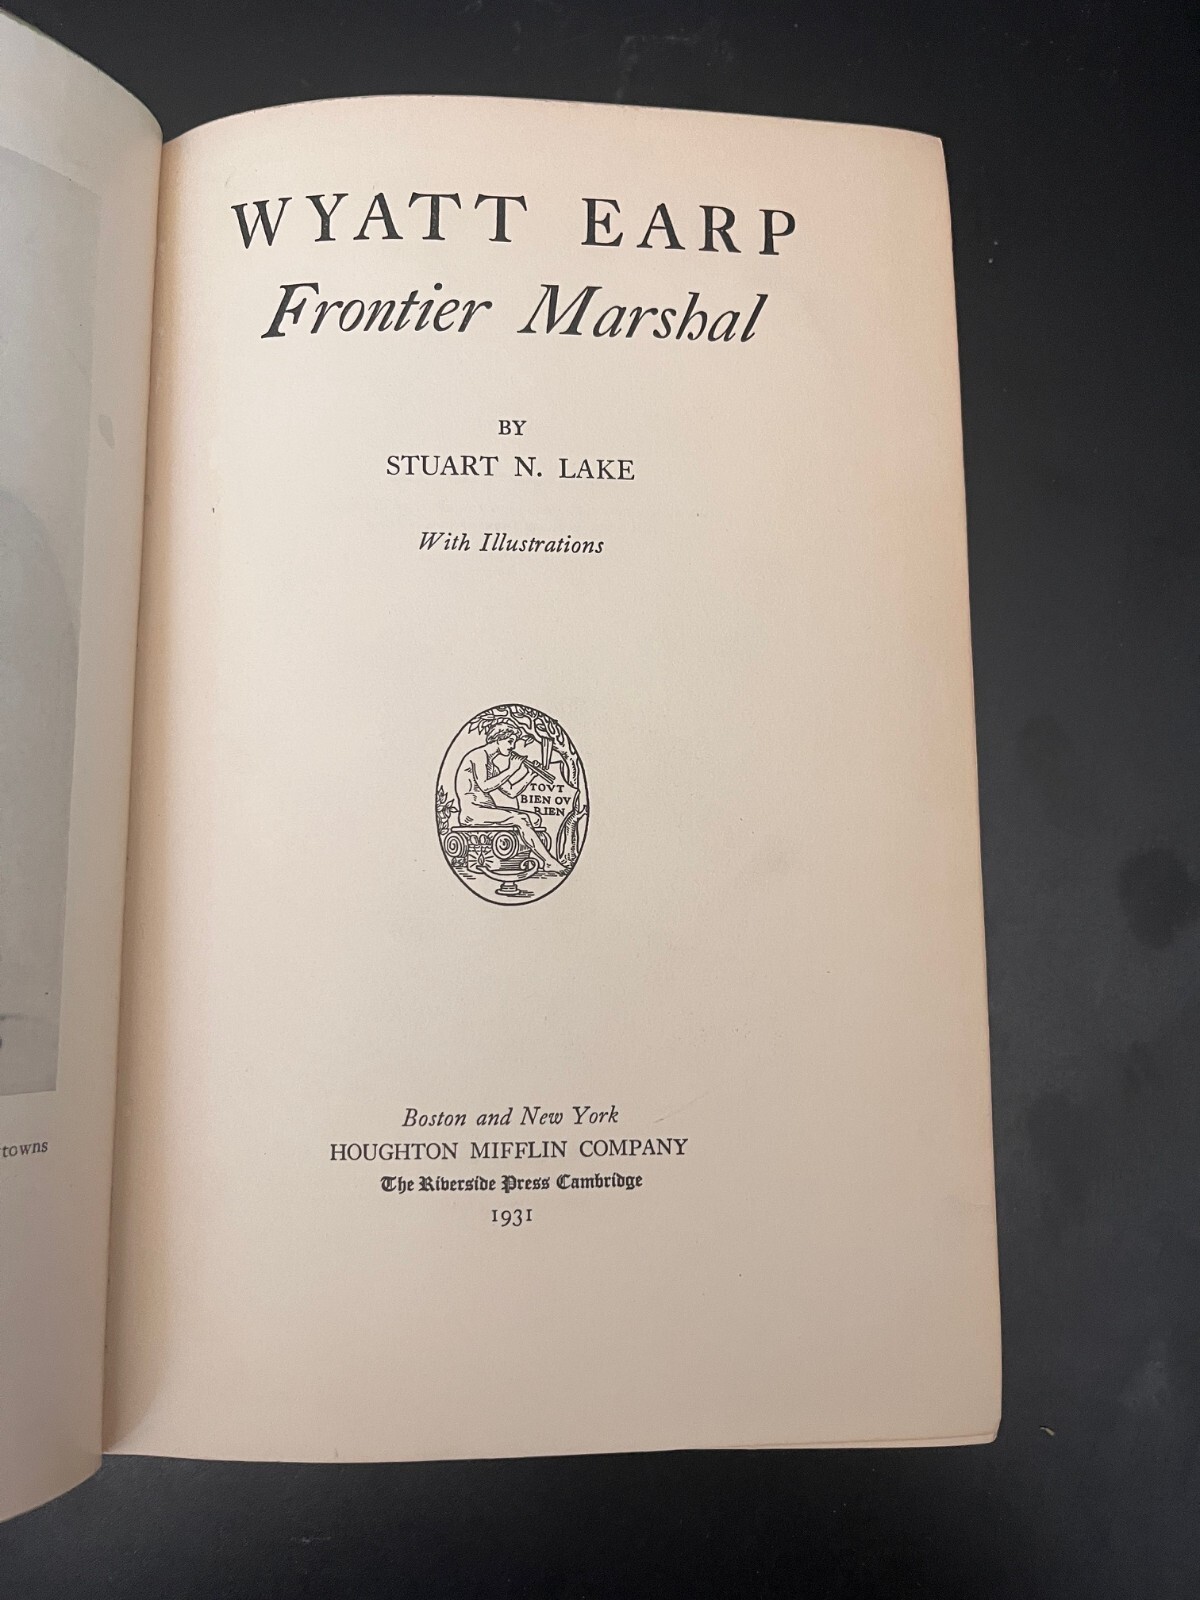 WYATT EARP
Frontier Marshal
BY
STUART N. LAKE
With Illustrations
TOVT
BIEN OV
RIEN
Boston and New York
HOUGHTON MIFFLIN COMPANY
The Riverside Press Cambridge
1931
towns